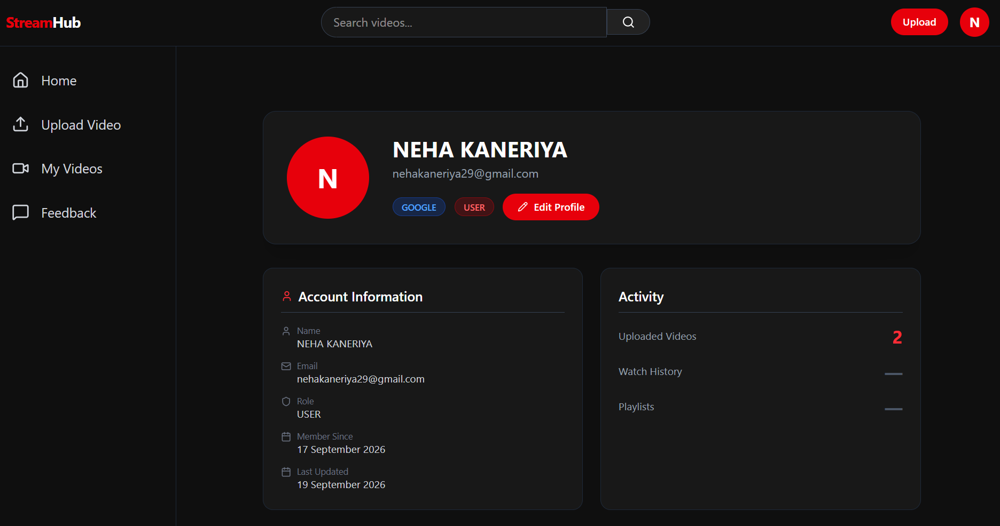 StreamHub
Search videos...
Upload
N
Home
Upload Video
My Videos
Feedback
N
NEHA KANERIYA
nehakaneriya29@gmail.com
GOOGLE
USER
Edit Profile
Account Information
Name
NEHA KANERIYA
Email
nehakaneriya29@gmail.com
Role
USER
Member Since
17 September 2026
Last Updated
19 September 2026
Activity
Uploaded Videos 2
Watch History —
Playlists —